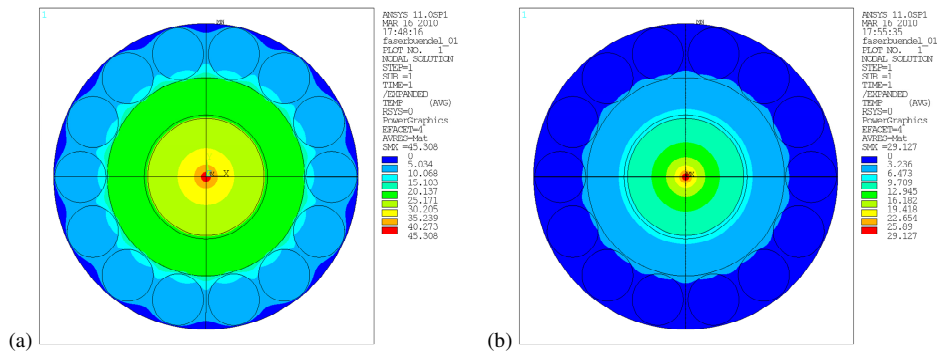 1
ANSYS 11.0SP1
MAR 16 2010
17:48:16
faserbuendel_01
PLOT NO. 1
NODAL SOLUTION
STEP=1
SUB =1
TIME=1
/EXPANDED
TEMP (AVG)
RSYS=0
PowerGraphics
EFACET=4
AVRES=Mat
SMX =45.308
0
5.034
10.068
15.103
20.137
25.171
30.205
35.239
40.273
45.308
MN
X
(a)
1
ANSYS 11.0SP1
MAR 16 2010
17:55:35
faserbuendel_01
PLOT NO. 1
NODAL SOLUTION
STEP=1
SUB =1
TIME=1
/EXPANDED
TEMP (AVG)
RSYS=0
PowerGraphics
EFACET=4
AVRES=Mat
SMX =29.127
0
3.236
6.473
9.709
12.945
16.182
19.418
22.654
25.89
29.127
MN
MX
(b)